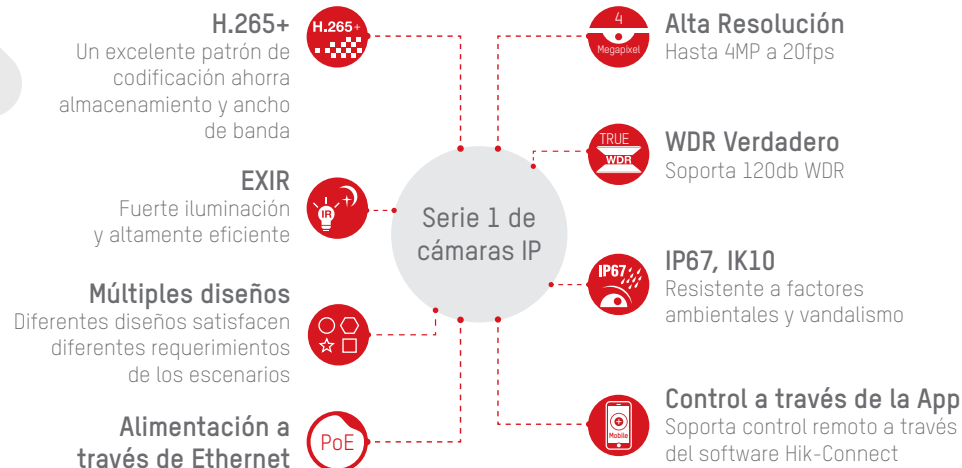 H.265+
Un excelente patrón de
codificación ahorra
almacenamiento y ancho
de banda
H.265+
EXIR
Fuerte iluminación
y altamente eficiente
IR
Múltiples diseños
Diferentes diseños satisfacen
diferentes requerimientos
de los escenarios
Alimentación a
través de Ethernet
PoE
Serie 1 de
cámaras IP
4
Megapixel
Alta Resolución
Hasta 4MP a 20fps
TRUE
WDR
WDR Verdadero
Soporta 120db WDR
IP67
IP67, IK10
Resistente a factores
ambientales y vandalismo
Mobile
Control a través de la App
Soporta control remoto a través
del software Hik-Connect